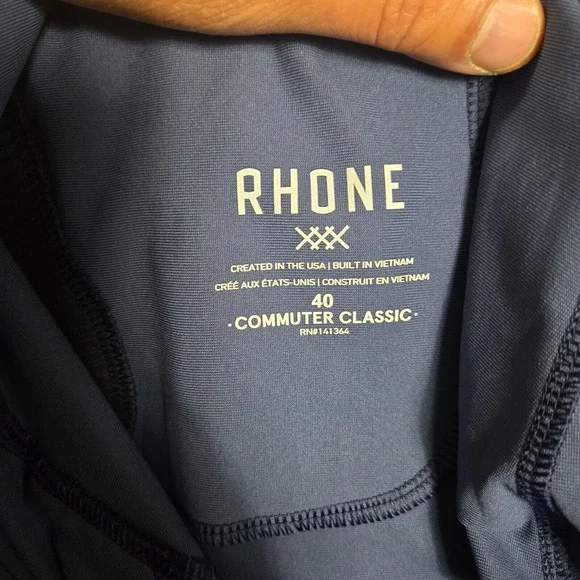 RHONE
CREATED IN THE USA | BUILT IN VIETNAM
CRÉÉ AUX ÉTATS-UNIS | CONSTRUIT EN VIETNAM
40
· COMMUTER CLASSIC ·
RN#141364